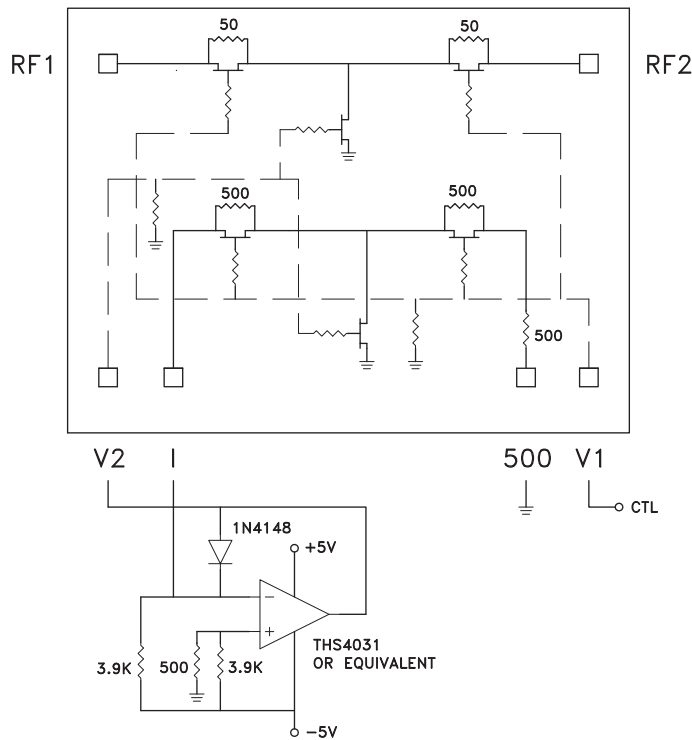 50
50
RF1
RF2
500
500
500
V2
I
500
V1
CTL
1N4148
+5V
−
+
THS4031
OR EQUIVALENT
3.9K
500
3.9K
−5V